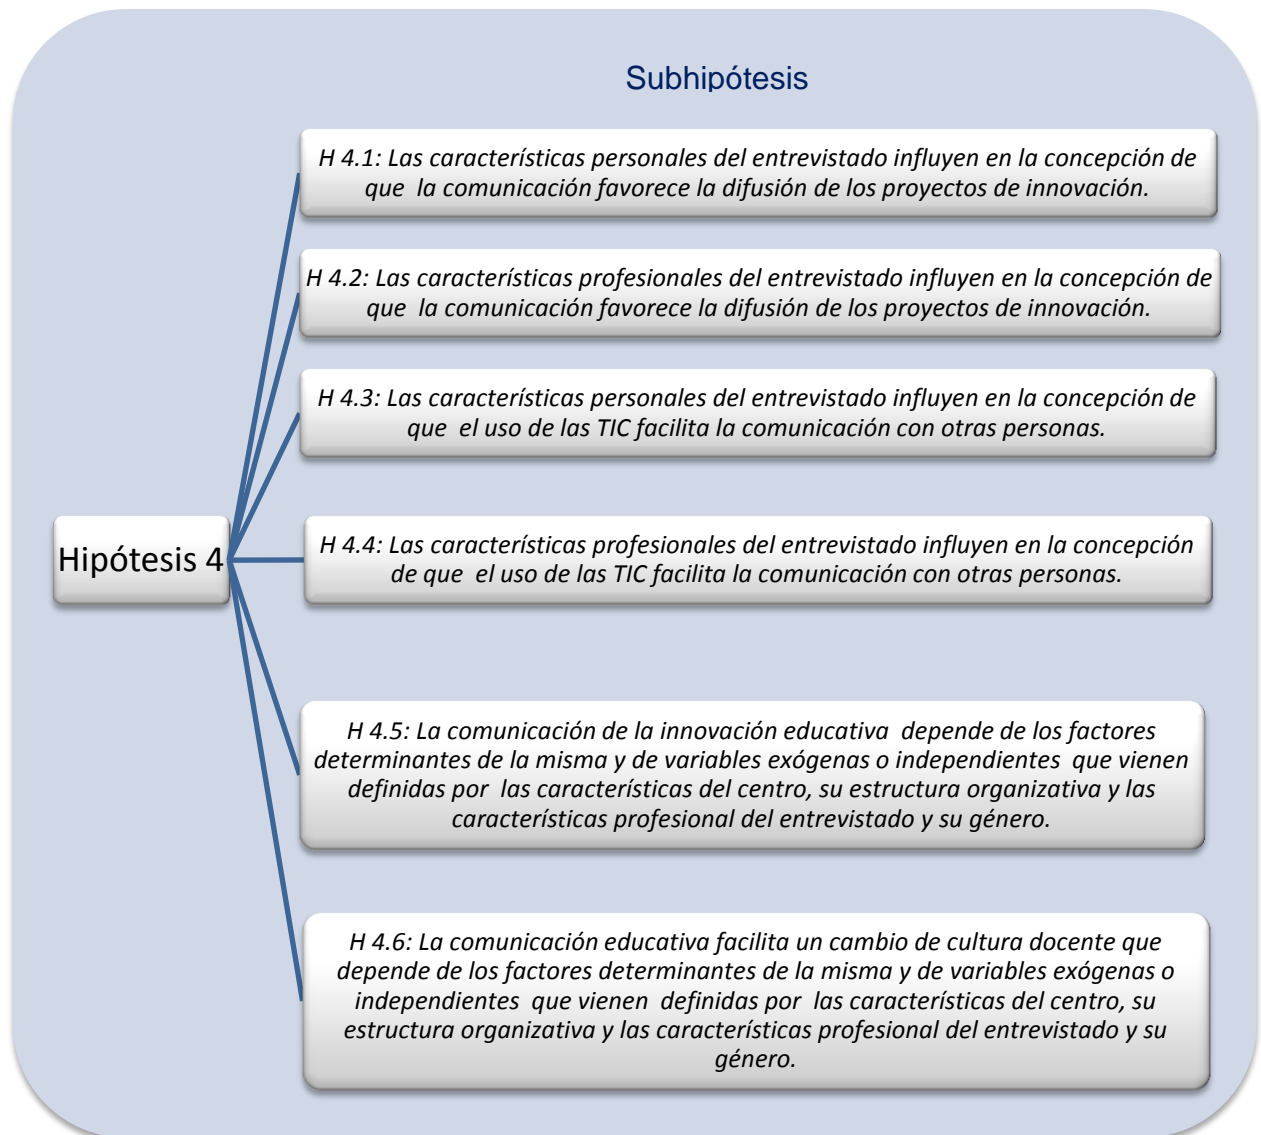 Subhipótesis
H 4.1: Las características personales del entrevistado influyen en la concepción de
que la comunicación favorece la difusión de los proyectos de innovación.
H 4.2: Las características profesionales del entrevistado influyen en la concepción de
que la comunicación favorece la difusión de los proyectos de innovación.
H 4.3: Las características personales del entrevistado influyen en la concepción de
que el uso de las TIC facilita la comunicación con otras personas.
Hipótesis 4
H 4.4: Las características profesionales del entrevistado influyen en la concepción
de que el uso de las TIC facilita la comunicación con otras personas.
H 4.5: La comunicación de la innovación educativa depende de los factores
determinantes de la misma y de variables exógenas o independientes que vienen
definidas por las características del centro, su estructura organizativa y las
características profesional del entrevistado y su género.
H 4.6: La comunicación educativa facilita un cambio de cultura docente que
depende de los factores determinantes de la misma y de variables exógenas o
independientes que vienen definidas por las características del centro, su
estructura organizativa y las características profesional del entrevistado y su
género.